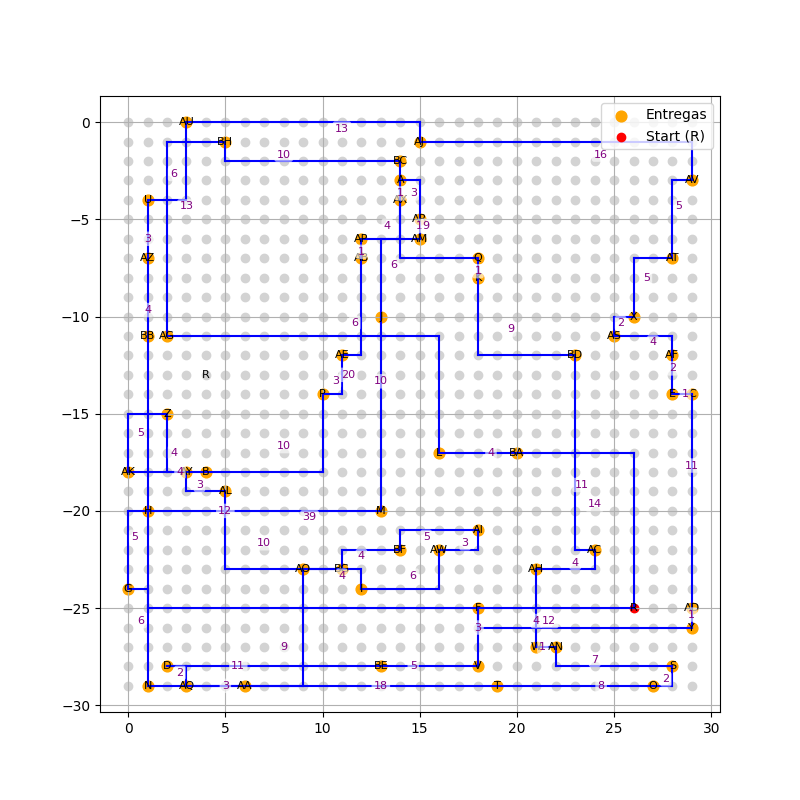 Entregas
Start (R)
0
−5
−10
−15
−20
−25
−30
0
5
10
15
20
25
30
AU
13
BH
AJ
BC
10
16
6
A
AV
1
3
AX
U
13
AR
5
3
4
19
AP
AM
AZ
1
6
Q
AT
1
5
4
X
6
9
2
BB
AG
AS
4
AE
BD
AF
R
3
20
10
2
P
E
1
Z
5
10
4
L
4
BA
11
AK
4
Y
B
3
AL
11
14
H
12
39
M
5
10
5
AI
4
BF
AW
3
AC
AO
4
6
AH
4
G
F
R
6
3
4
12
1
9
W
1
AN
D
11
BE
5
V
7
S
2
N
AQ
3
AA
18
T
8
O
2